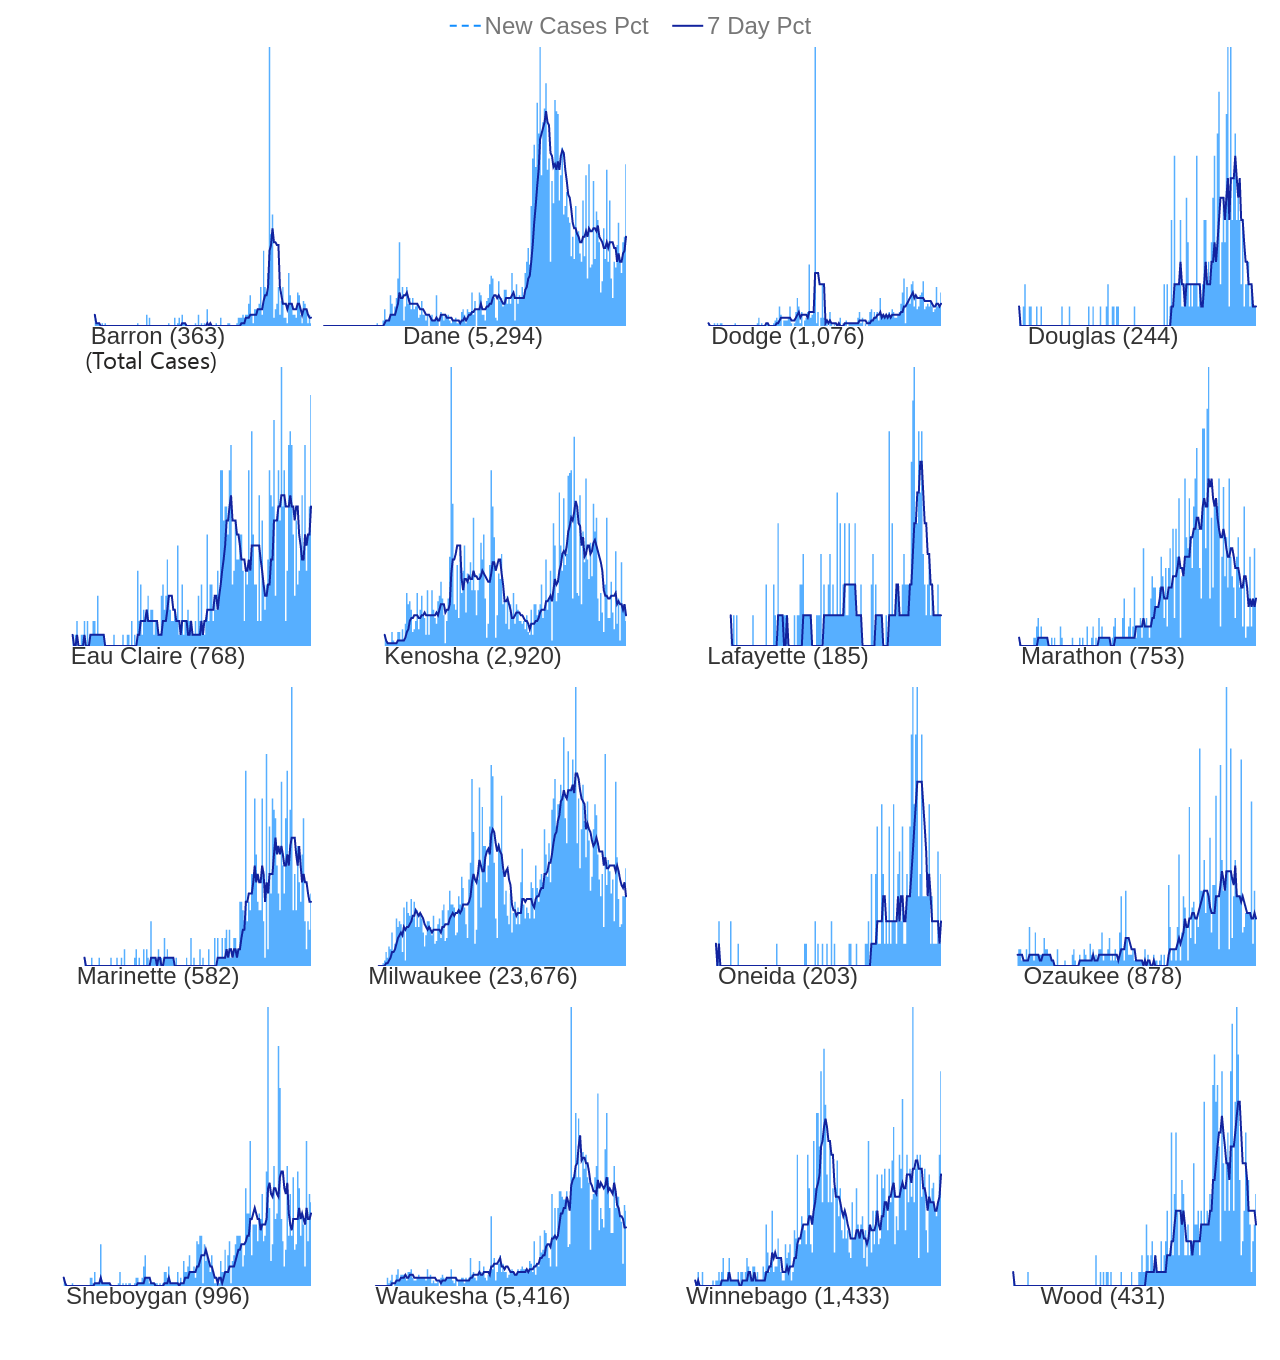 New Cases Pct 7 Day Pct
Barron (363) Dane (5,294) Dodge (1,076) Douglas (244)
(Total Cases)
Eau Claire (768) Kenosha (2,920) Lafayette (185) Marathon (753)
Marinette (582) Milwaukee (23,676) Oneida (203) Ozaukee (878)
Sheboygan (996) Waukesha (5,416) Winnebago (1,433) Wood (431)